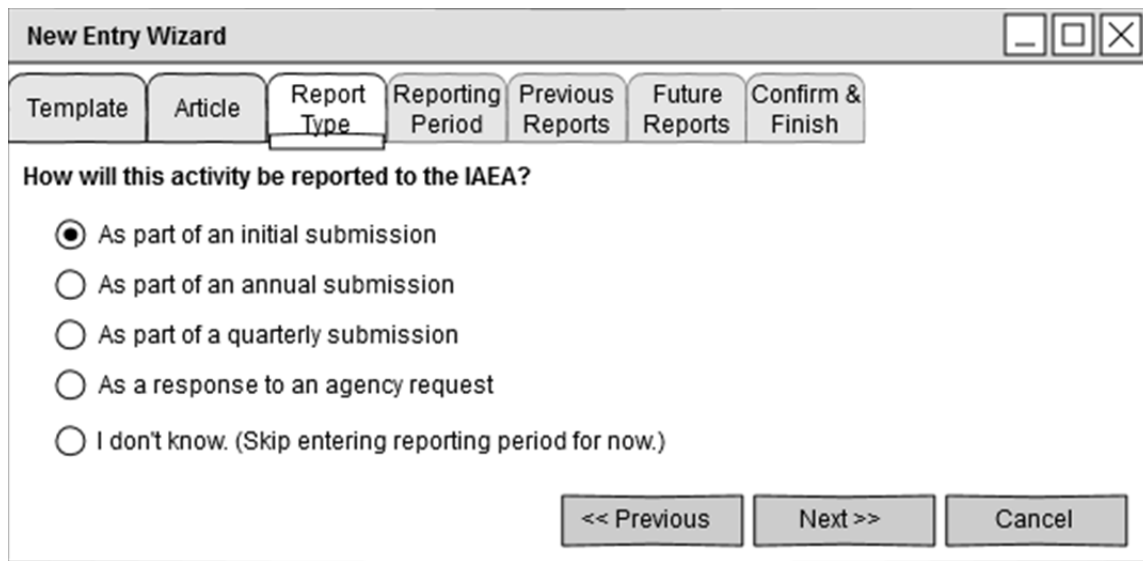 New Entry Wizard
Template
Article
Report
Type
Reporting
Period
Previous
Reports
Future
Reports
Confirm &
Finish
How will this activity be reported to the IAEA?
As part of an initial submission
As part of an annual submission
As part of a quarterly submission
As a response to an agency request
I don't know. (Skip entering reporting period for now.)
<< Previous
Next >>
Cancel